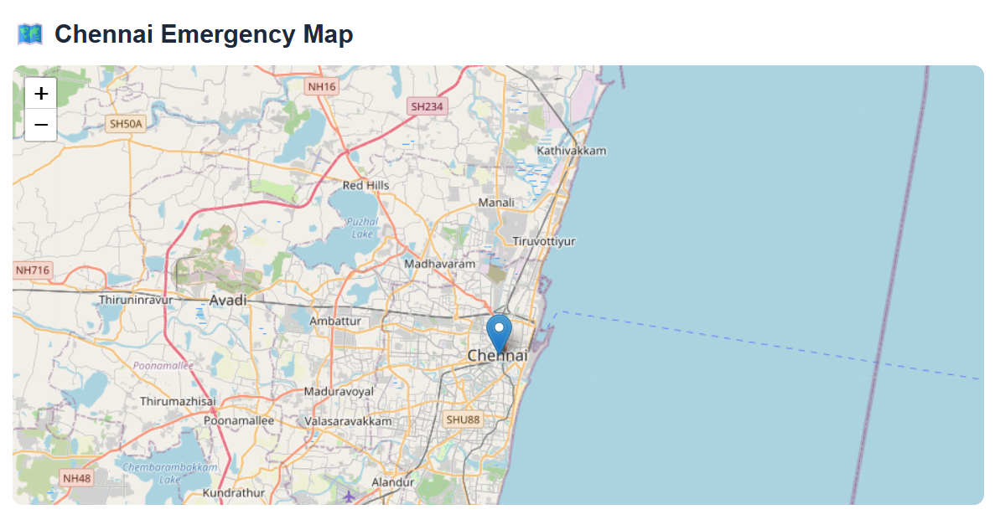 Chennai Emergency Map
+
−
NH16
SH234
SH50A
Kathivakkam
Red Hills
Manali
Puzhal
Lake
Tiruvottiyur
Madhavaram
NH716
Thiruninravur
Avadi
Ambattur
Chennai
Poonamallee
Maduravoyal
Thirumazhisai
Poonamallee
Valasaravakkam
SHU88
Chembarambakkam
Lake
NH48
Alandur
Kundrathur